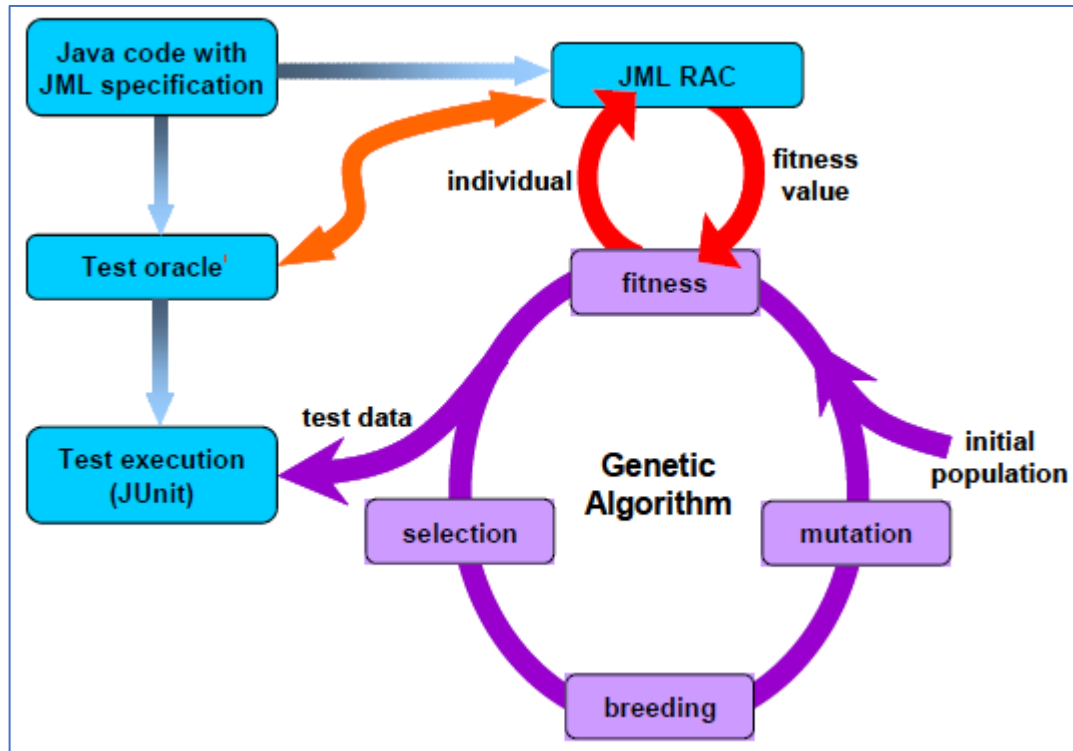 Java code with
JML specification
JML RAC
individual
fitness
value
Test oracle
fitness
test data
initial
population
Test execution
(JUnit)
Genetic
Algorithm
selection
mutation
breeding